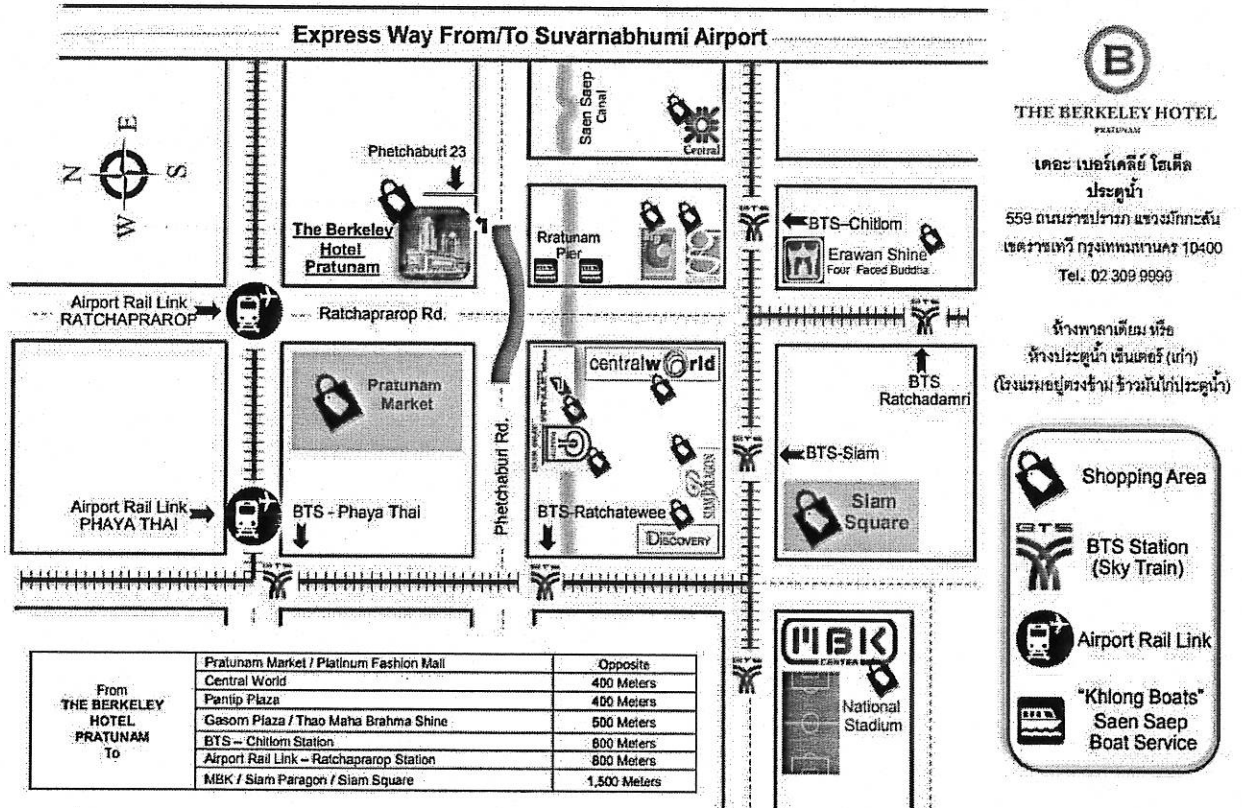 Express Way From/To Suvarnabhumi Airport
N
E
S
W
Phetchaburi 23
The Berkeley
Hotel
Pratunam
Saen Saep
Canal
Central
Rratunam
Pier
BTS–Chitlom
Erawan Shine
Four Faced Buddha
Airport Rail Link
RATCHAPRAROP
Ratchaprarop Rd.
BTS
Ratchadamri
Pratunam
Market
Phetchaburi Rd.
centralw rld
SIAM PARAGON
DISCOVERY
BTS-Siam
Siam
Square
Airport Rail Link
PHAYA THAI
BTS - Phaya Thai
BTS-Ratchatewee
MBK
CENTER
National
Stadium
From
THE BERKELEY
HOTEL
PRATUNAM
To
Pratunam Market / Platinum Fashion Mall Opposite
Central World 400 Meters
Pantip Plaza 400 Meters
Gasom Plaza / Thao Maha Brahma Shine 500 Meters
BTS – Chitlom Station 600 Meters
Airport Rail Link – Ratchaprarop Station 800 Meters
MBK / Siam Paragon / Siam Square 1,500 Meters
B
THE BERKELEY HOTEL
PRATUNAM
เดอะ เบอร์เคลีย์ โฮเต็ล
ประตูน้ำ
559 ถนนราชปรารภ แขวงมักกะสัน
เขตราชเทวี กรุงเทพมหานคร 10400
Tel. 02 309 9999
ห้างพาลาเดียม หรือ
ห้างประตูน้ำ เซ็นเตอร์ (เก่า)
(โรงแรมอยู่ตรงข้าม ข้าวมันไก่ประตูน้ำ)
Shopping Area
BTS
BTS Station
(Sky Train)
Airport Rail Link
"Khlong Boats"
Saen Saep
Boat Service